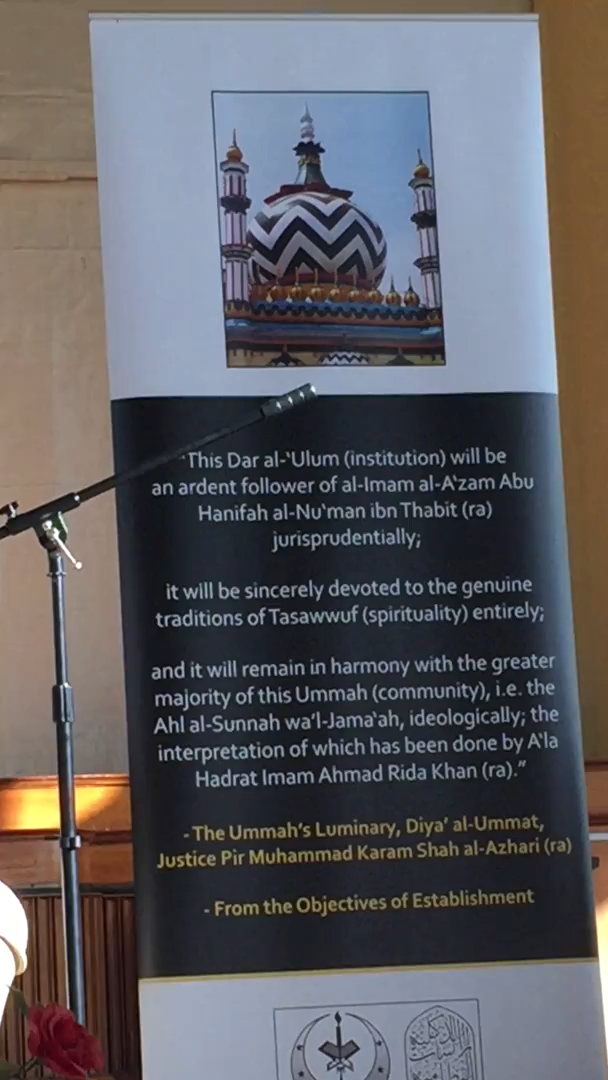 "This Dar al-‘Ulum (institution) will be
an ardent follower of al-Imam al-A‘zam Abu
Hanifah al-Nu‘man ibn Thabit (ra)
jurisprudentially;
it will be sincerely devoted to the genuine
traditions of Tasawwuf (spirituality) entirely;
and it will remain in harmony with the greater
majority of this Ummah (community), i.e. the
Ahl al-Sunnah wa’l-Jama‘ah, ideologically; the
interpretation of which has been done by A‘la
Hadrat Imam Ahmad Rida Khan (ra)."
- The Ummah’s Luminary, Diya’ al-Ummat,
Justice Pir Muhammad Karam Shah al-Azhari (ra)
- From the Objectives of Establishment